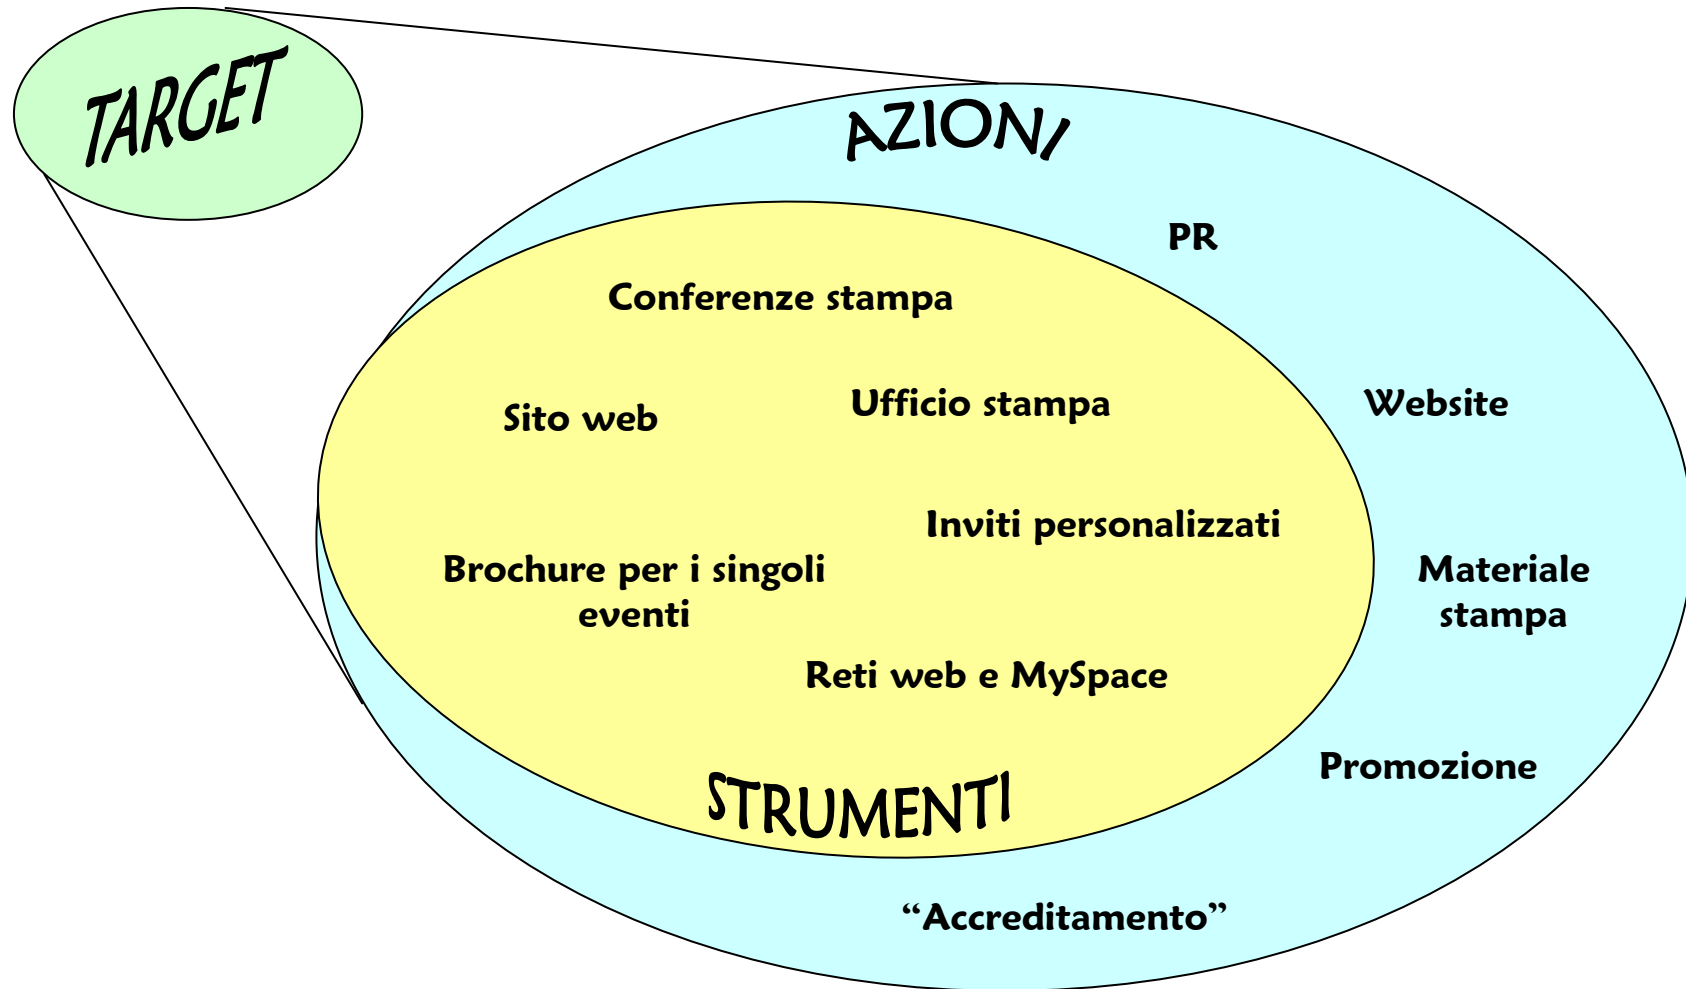 TARGET
AZIONI
PR
Conferenze stampa
Sito web
Ufficio stampa
Website
Inviti personalizzati
Brochure per i singoli
eventi
Materiale
stampa
Reti web e MySpace
Promozione
STRUMENTI
“Accreditamento”